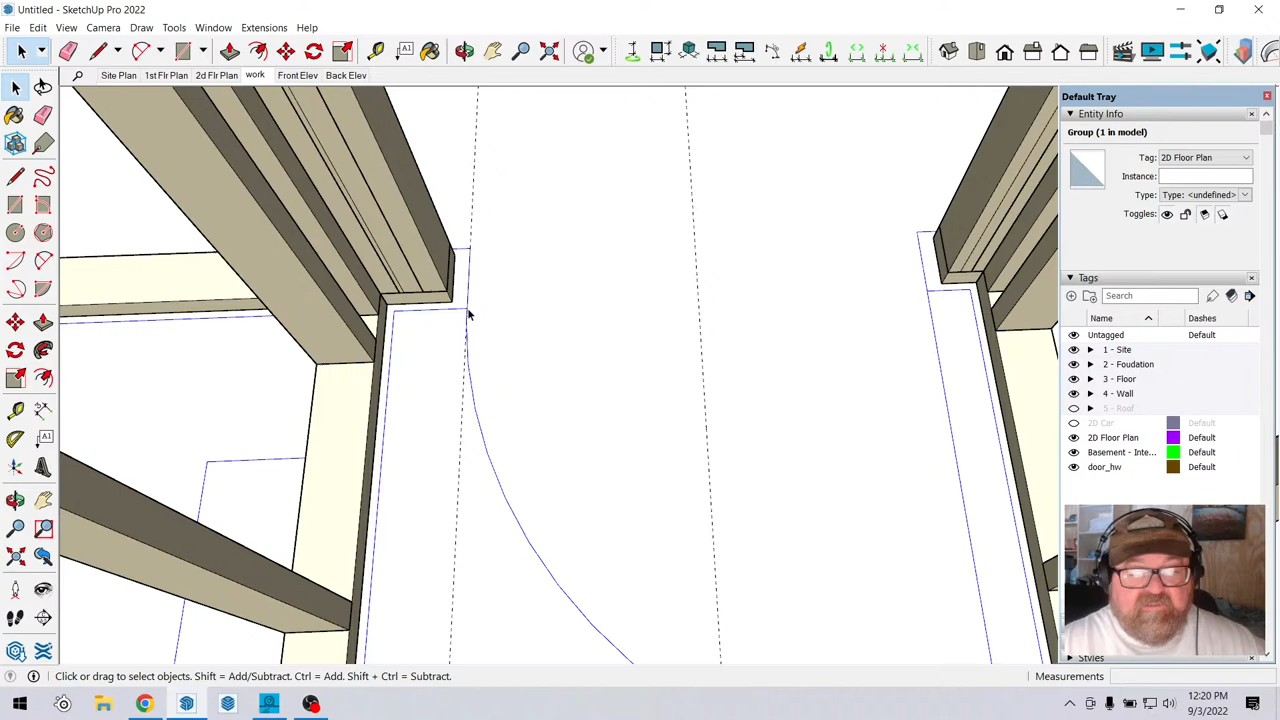 Untitled - SketchUp Pro 2022
File Edit View Camera Draw Tools Window Extensions Help
Site Plan 1st Flr Plan 2d Flr Plan work Front Elev Back Elev
Default Tray
Entity Info
Group (1 in model)
Tag: 2D Floor Plan
Instance:
Type: Type: <undefined>
Toggles:
Tags
Search
Name Dashes
Untagged Default
1 - Site
2 - Foudation
3 - Floor
4 - Wall
5 - Roof
2D Car Default
2D Floor Plan Default
Basement - Inte... Default
door_hw Default
Styles
Click or drag to select objects. Shift = Add/Subtract. Ctrl = Add. Shift + Ctrl = Subtract. Measurements
12:20 PM
9/3/2022